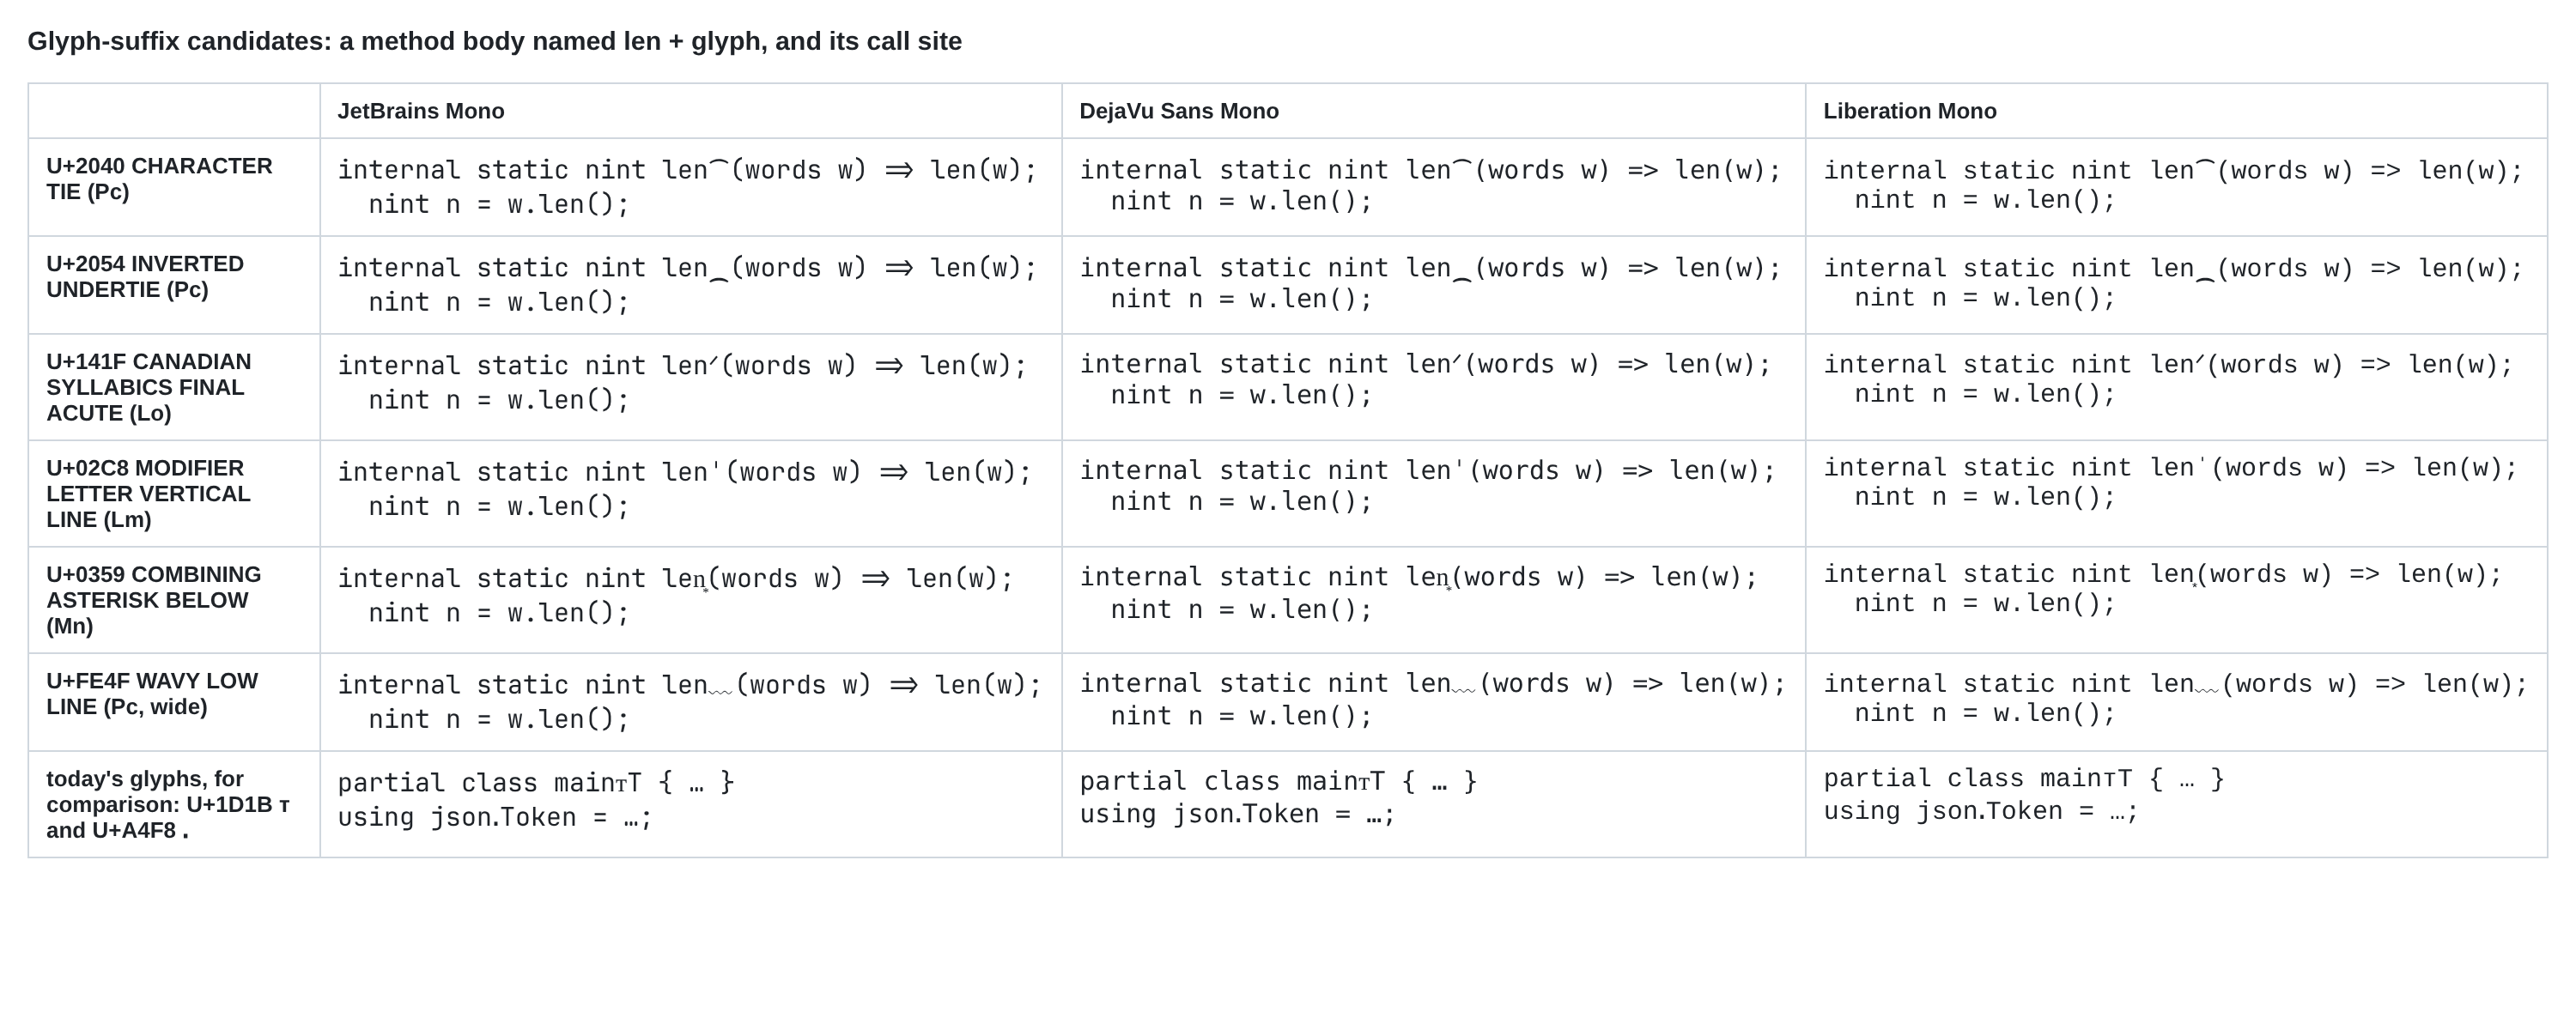 Glyph-suffix candidates: a method body named len + glyph, and its call site
JetBrains Mono
DejaVu Sans Mono
Liberation Mono
U+2040 CHARACTER
TIE (Pc)
internal static nint len⁀(words w) => len(w);
  nint n = w.len();
internal static nint len⁀(words w) => len(w);
  nint n = w.len();
internal static nint len⁀(words w) => len(w);
  nint n = w.len();
U+2054 INVERTED
UNDERTIE (Pc)
internal static nint len⁔(words w) => len(w);
  nint n = w.len();
internal static nint len⁔(words w) => len(w);
  nint n = w.len();
internal static nint len⁔(words w) => len(w);
  nint n = w.len();
U+141F CANADIAN
SYLLABICS FINAL
ACUTE (Lo)
internal static nint lenᐟ(words w) => len(w);
  nint n = w.len();
internal static nint lenᐟ(words w) => len(w);
  nint n = w.len();
internal static nint lenᐟ(words w) => len(w);
  nint n = w.len();
U+02C8 MODIFIER
LETTER VERTICAL
LINE (Lm)
internal static nint lenˈ(words w) => len(w);
  nint n = w.len();
internal static nint lenˈ(words w) => len(w);
  nint n = w.len();
internal static nint lenˈ(words w) => len(w);
  nint n = w.len();
U+0359 COMBINING
ASTERISK BELOW
(Mn)
internal static nint len͙(words w) => len(w);
  nint n = w.len();
internal static nint len͙(words w) => len(w);
  nint n = w.len();
internal static nint len͙(words w) => len(w);
  nint n = w.len();
U+FE4F WAVY LOW
LINE (Pc, wide)
internal static nint len﹏(words w) => len(w);
  nint n = w.len();
internal static nint len﹏(words w) => len(w);
  nint n = w.len();
internal static nint len﹏(words w) => len(w);
  nint n = w.len();
today's glyphs, for
comparison: U+1D1B ᴛ
and U+A4F8 ꓸ
partial class mainᴛT { … }
using jsonꓸToken = …;
partial class mainᴛT { … }
using jsonꓸToken = …;
partial class mainᴛT { … }
using jsonꓸToken = …;